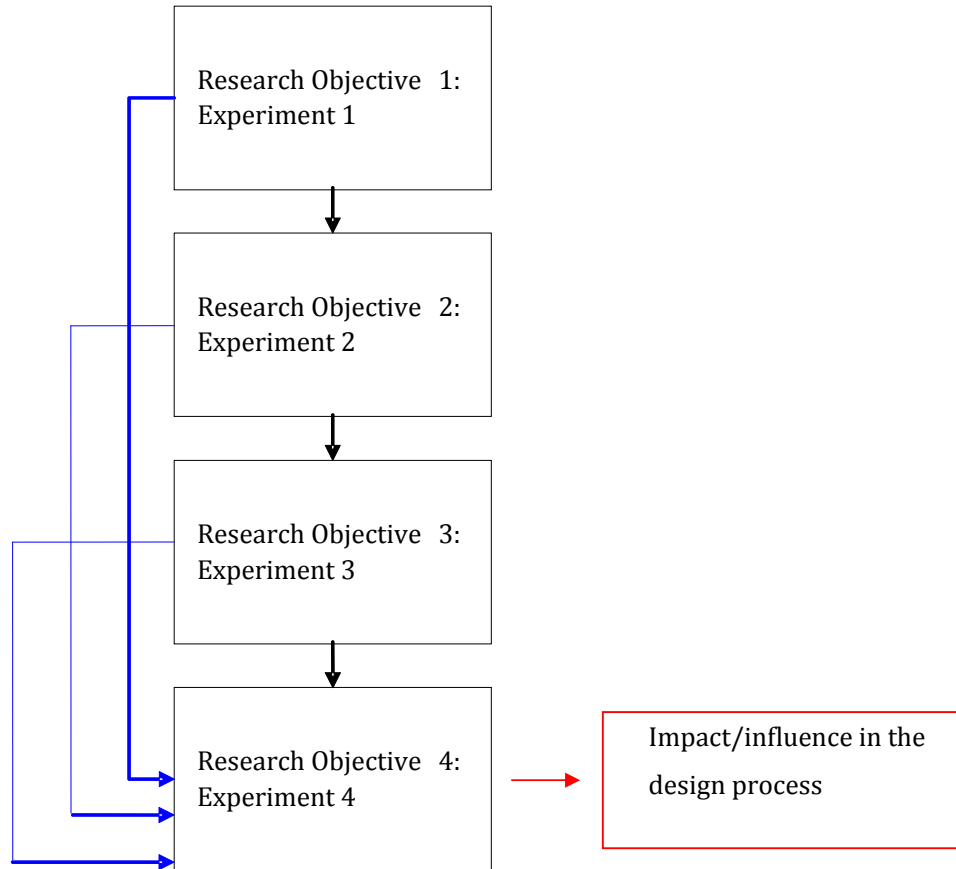 Research Objective 1:
Experiment 1
Research Objective 2:
Experiment 2
Research Objective 3:
Experiment 3
Research Objective 4:
Experiment 4
Impact/influence in the
design process